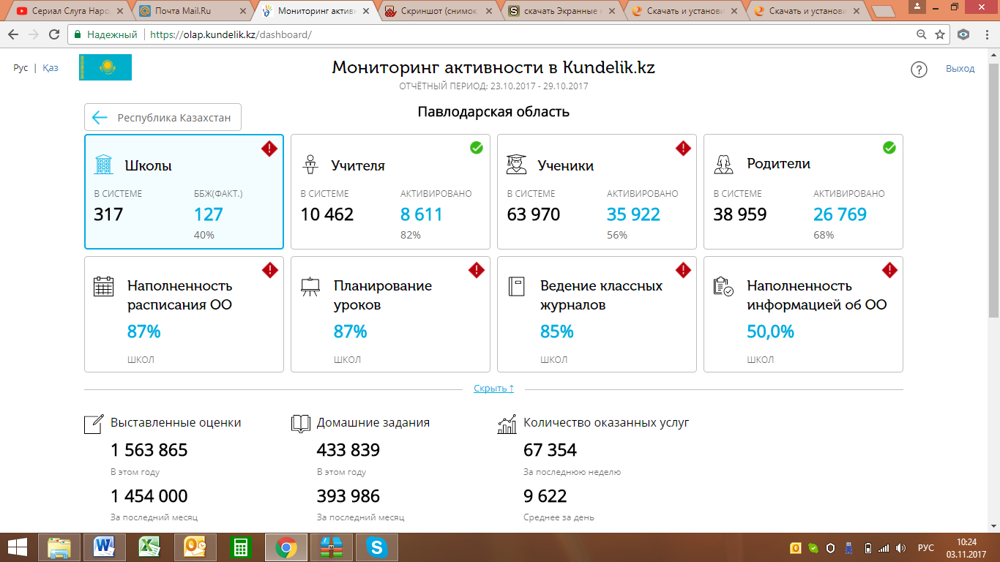 Сериал Слуга Наро
Почта Mail.Ru
Мониторинг актив
Скриншот (снимок
скачать Экранные
Скачать и установи
Скачать и установи
Надежный
https://olap.kundelik.kz/dashboard/
Рус | Қаз
Мониторинг активности в Kundelik.kz
ОТЧЁТНЫЙ ПЕРИОД: 23.10.2017 - 29.10.2017
?
Выход
Республика Казахстан
Павлодарская область
Школы
В СИСТЕМЕ
ББЖ(ФАКТ.)
317
127
40%
Учителя
В СИСТЕМЕ
АКТИВИРОВАНО
10 462
8 611
82%
Ученики
В СИСТЕМЕ
АКТИВИРОВАНО
63 970
35 922
56%
Родители
В СИСТЕМЕ
АКТИВИРОВАНО
38 959
26 769
68%
Наполненность
расписания ОО
87%
ШКОЛ
Планирование
уроков
87%
ШКОЛ
Ведение классных
журналов
85%
ШКОЛ
Наполненность
информацией об ОО
50,0%
ШКОЛ
Скрыть ↑
Выставленные оценки
1 563 865
В этом году
1 454 000
За последний месяц
Домашние задания
433 839
В этом году
393 986
За последний месяц
Количество оказанных услуг
67 354
За последнюю неделю
9 622
Среднее за день
РУС
10:24
03.11.2017